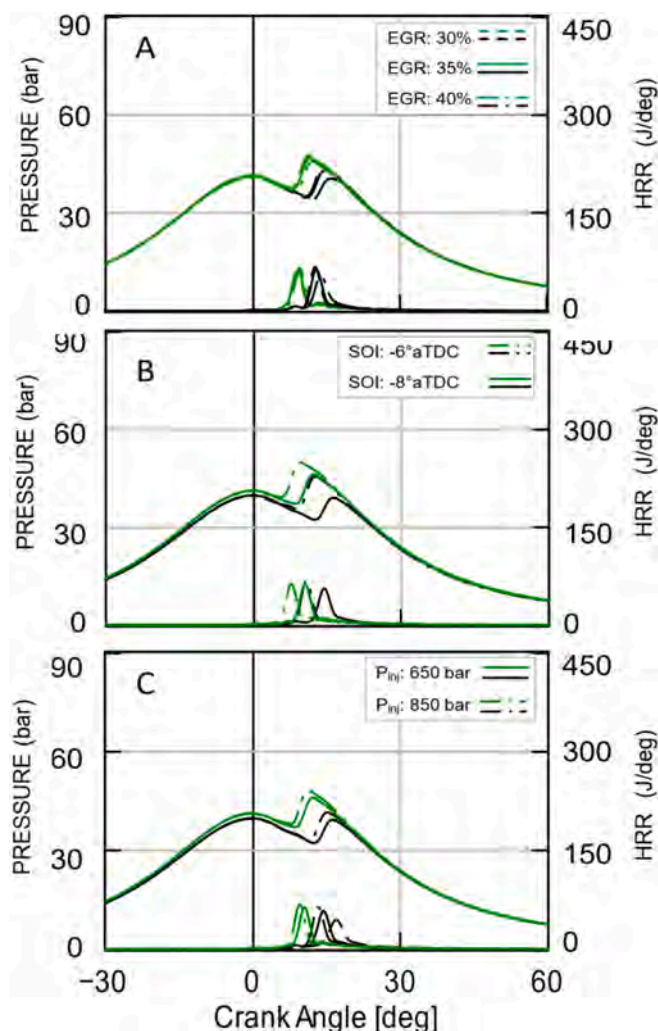 A
EGR: 30%
EGR: 35%
EGR: 40%
90
60
30
0
PRESSURE (bar)
450
300
150
0
HRR (J/deg)
B
SOI: -6°aTDC
SOI: -8°aTDC
90
60
30
0
PRESSURE (bar)
450
300
150
0
HRR (J/deg)
C
Pinj: 650 bar
Pinj: 850 bar
90
60
30
0
PRESSURE (bar)
450
300
150
0
HRR (J/deg)
−30 0 30 60
Crank Angle [deg]